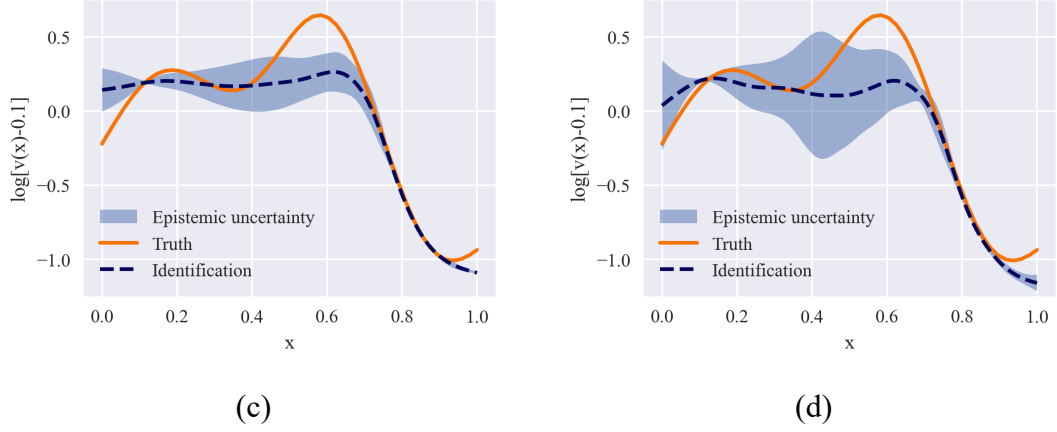 0.5
0.0
−0.5
−1.0
log[v(x)-0.1]
Epistemic uncertainty
Truth
Identification
0.0 0.2 0.4 0.6 0.8 1.0
x
(c)
0.5
0.0
−0.5
−1.0
log[v(x)-0.1]
Epistemic uncertainty
Truth
Identification
0.0 0.2 0.4 0.6 0.8 1.0
x
(d)